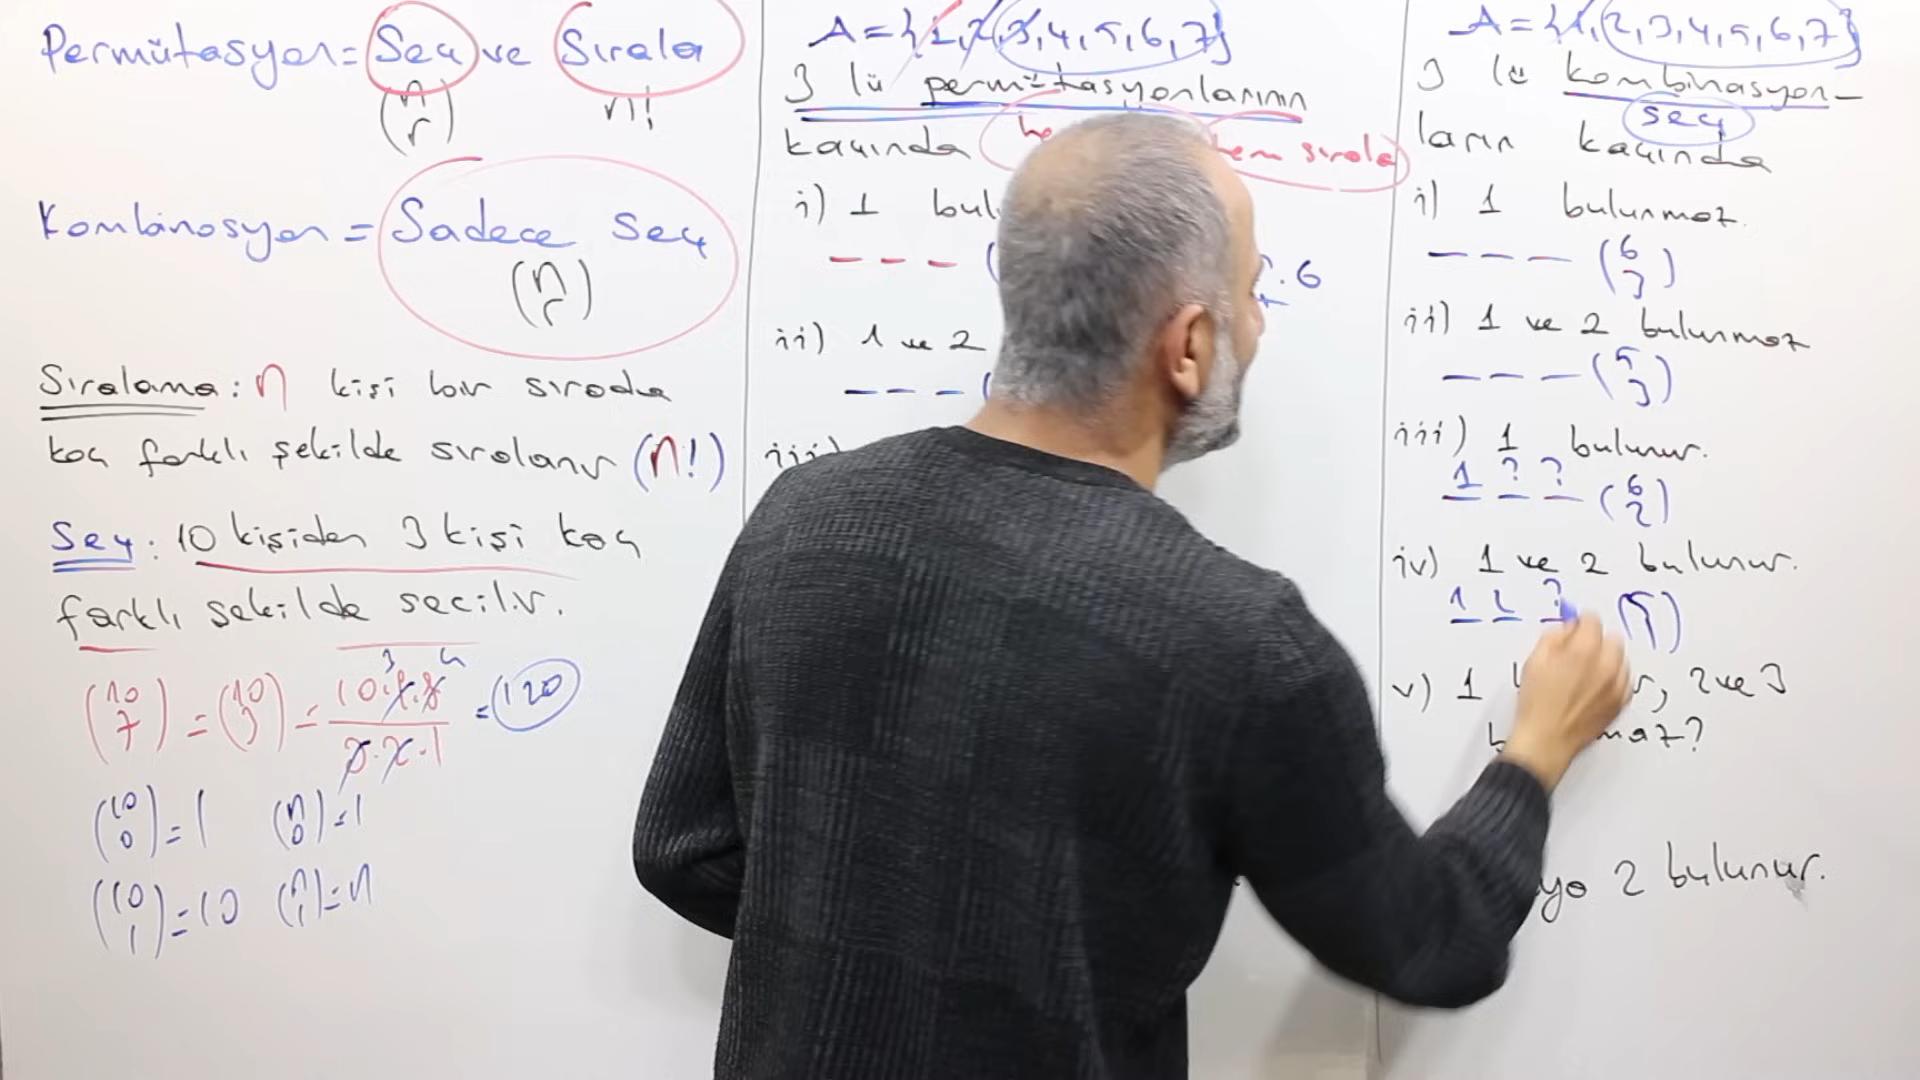 Permütasyon = Seç ve Sırala
(n r) n!
Kombinasyon = Sadece Seç
(n r)
Sıralama: n kişi bir sırada
kaç farklı şekilde sıralanır (n!)
Seç: 10 kişiden 3 kişi kaç
farklı şekilde seçilir.
(10 7) = (10 3) = 10.9.8 / 3.2.1 = 120
3 4
(10 0) = 1 (n 0) = 1
(10 1) = 10 (n 1) = n
A = {1, 2, 3, 4, 5, 6, 7}
3 lü permütasyonlarının
kaçında
hem sırala
i) 1
.6
ii) 1 ve 2
A = {1, 2, 3, 4, 5, 6, 7}
3 lü kombinasyon-
seç
ların kaçında
i) 1 bulunmaz.
_ _ _ (6 3)
ii) 1 ve 2 bulunmaz
_ _ _ (5 3)
iii) 1 bulunur.
1 ? ? (6 2)
iv) 1 ve 2 bulunur.
1 2 ? (5 1)
v) 1 , 2 ve 3
maz?
2 bulunur.